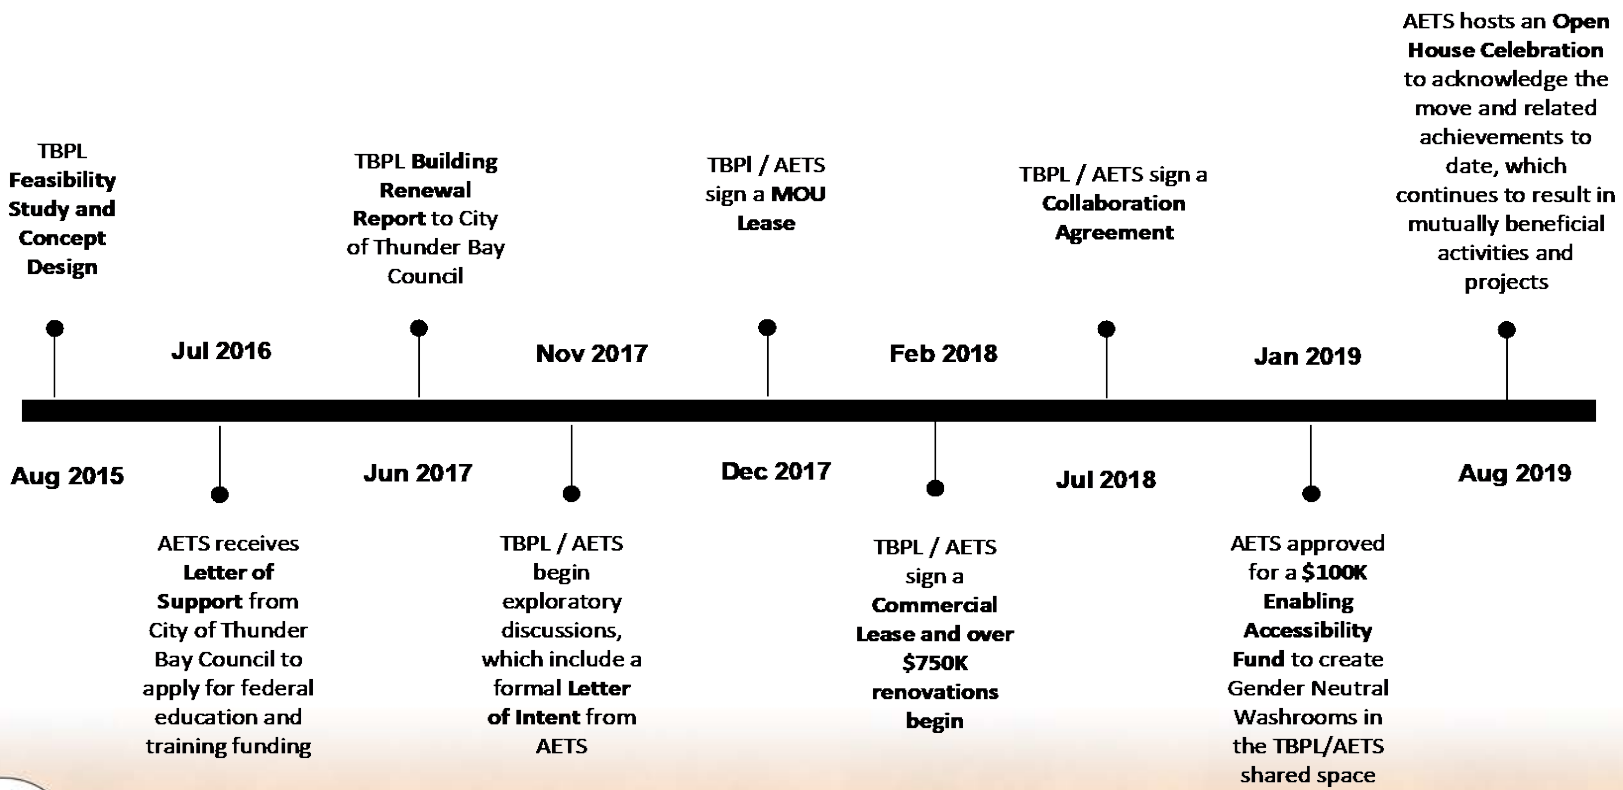 TBPL
Feasibility
Study and
Concept
Design
Aug 2015
Jul 2016
AETS receives
Letter of
Support from
City of Thunder
Bay Council to
apply for federal
education and
training funding
TBPL Building
Renewal
Report to City
of Thunder Bay
Council
Jun 2017
Nov 2017
TBPL / AETS
begin
exploratory
discussions,
which include a
formal Letter
of Intent from
AETS
TBPl / AETS
sign a MOU
Lease
Dec 2017
Feb 2018
TBPL / AETS
sign a
Commercial
Lease and over
$750K
renovations
begin
TBPL / AETS sign a
Collaboration
Agreement
Jul 2018
Jan 2019
AETS approved
for a $100K
Enabling
Accessibility
Fund to create
Gender Neutral
Washrooms in
the TBPL/AETS
shared space
AETS hosts an Open
House Celebration
to acknowledge the
move and related
achievements to
date, which
continues to result in
mutually beneficial
activities and
projects
Aug 2019